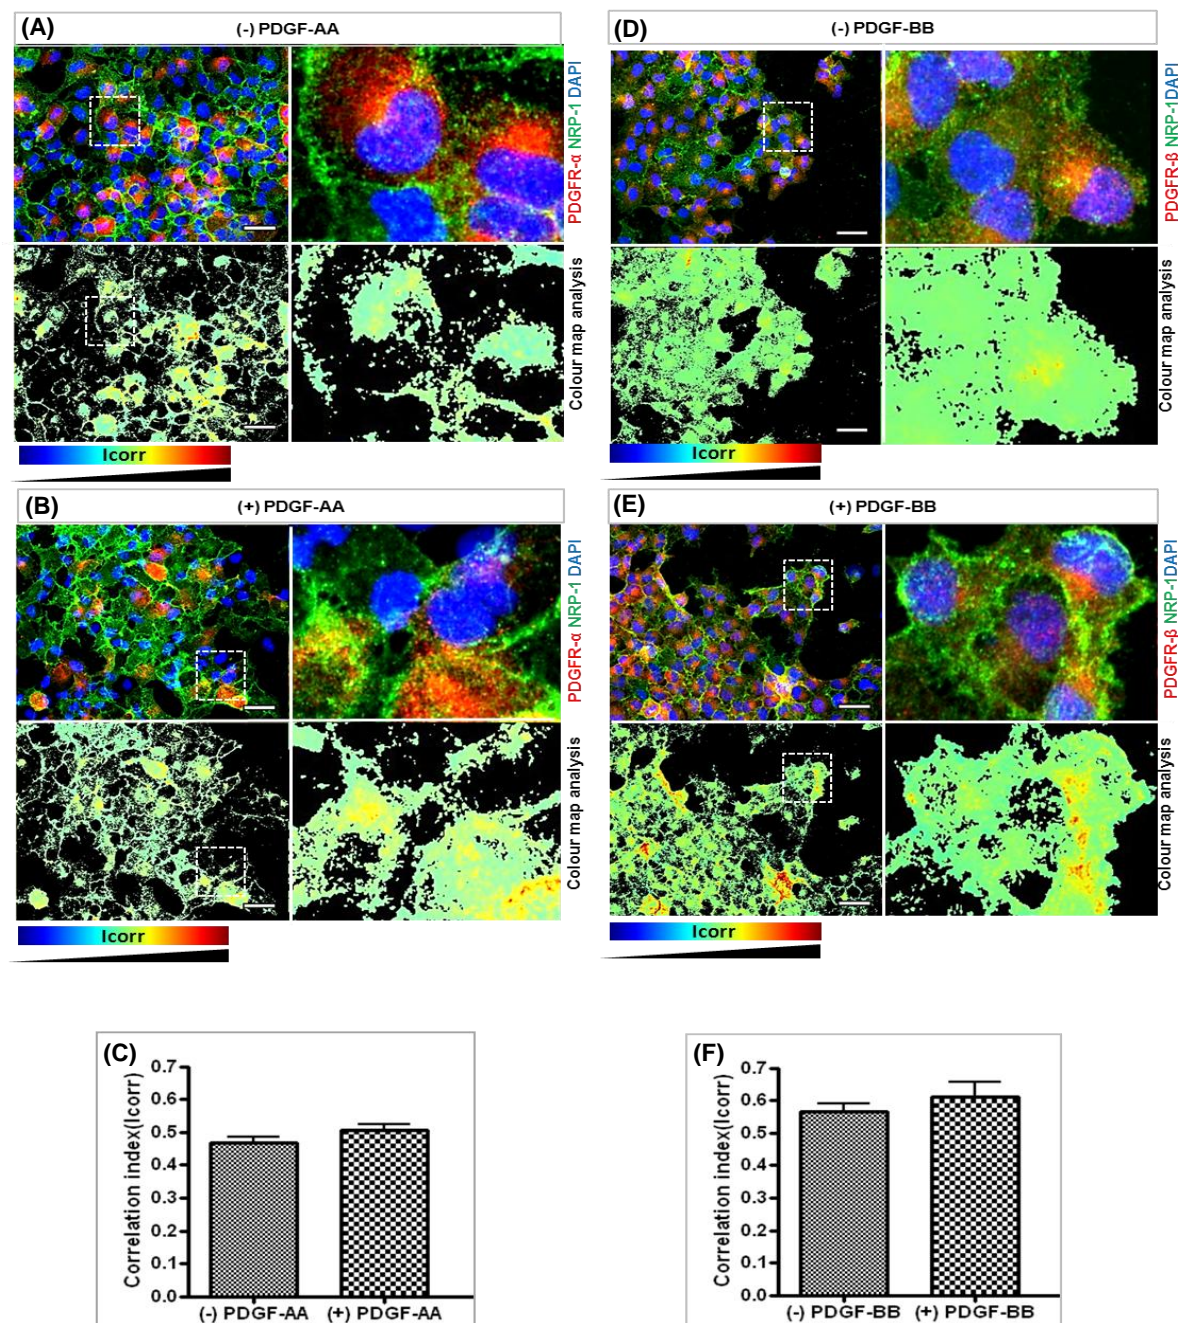 (A)
(-) PDGF-AA
PDGFR-α NRP-1 DAPI
Colour map analysis
Icorr
(B)
(+) PDGF-AA
PDGFR-α NRP-1 DAPI
Colour map analysis
Icorr
(C)
Correlation index(Icorr)
0.7
0.6
0.5
0.4
0.3
0.2
0.1
0.0
(-) PDGF-AA (+) PDGF-AA
(D)
(-) PDGF-BB
PDGFR-β NRP-1DAPI
Colour map analysis
Icorr
(E)
(+) PDGF-BB
PDGFR-β NRP-1DAPI
Colour map analysis
Icorr
(F)
Correlation index(Icorr)
0.7
0.6
0.5
0.4
0.3
0.2
0.1
0.0
(-) PDGF-BB (+) PDGF-BB